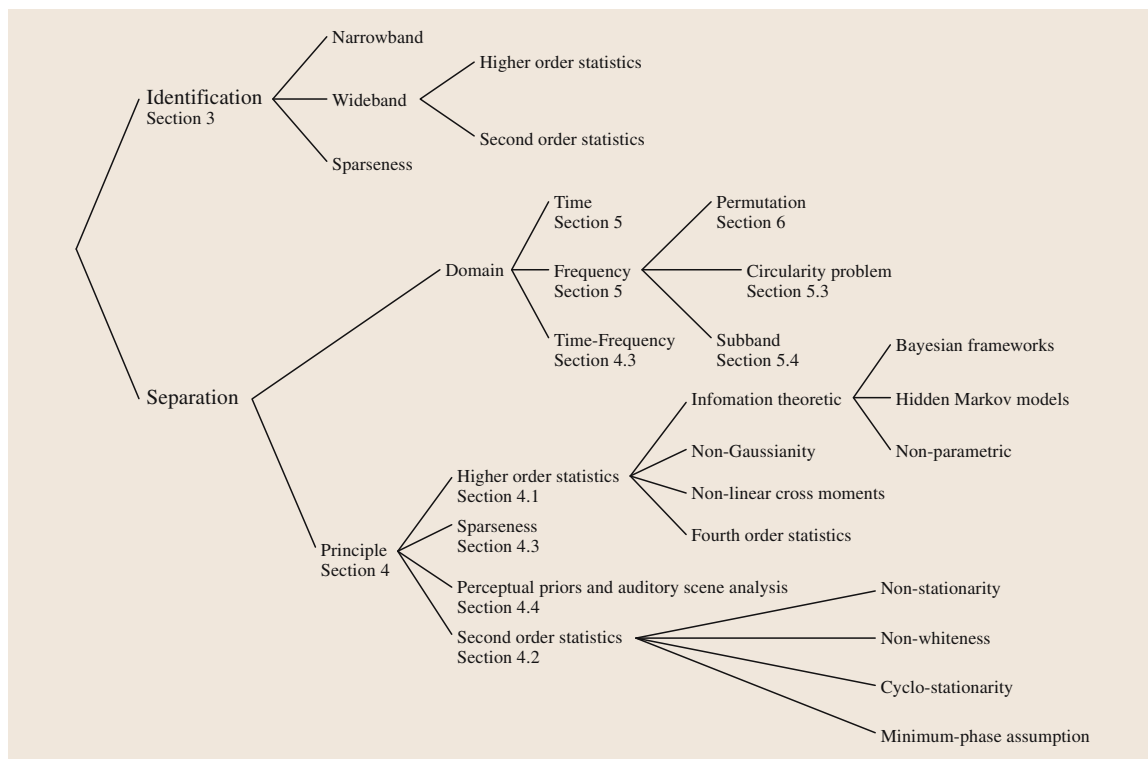 Narrowband
Higher order statistics
Identification
Section 3
Wideband
Second order statistics
Sparseness
Time
Section 5
Permutation
Section 6
Domain
Frequency
Section 5
Circularity problem
Section 5.3
Time-Frequency
Section 4.3
Subband
Section 5.4
Bayesian frameworks
Separation
Infomation theoretic
Hidden Markov models
Non-Gaussianity
Non-parametric
Higher order statistics
Section 4.1
Non-linear cross moments
Sparseness
Section 4.3
Fourth order statistics
Principle
Section 4
Perceptual priors and auditory scene analysis
Section 4.4
Non-stationarity
Second order statistics
Section 4.2
Non-whiteness
Cyclo-stationarity
Minimum-phase assumption